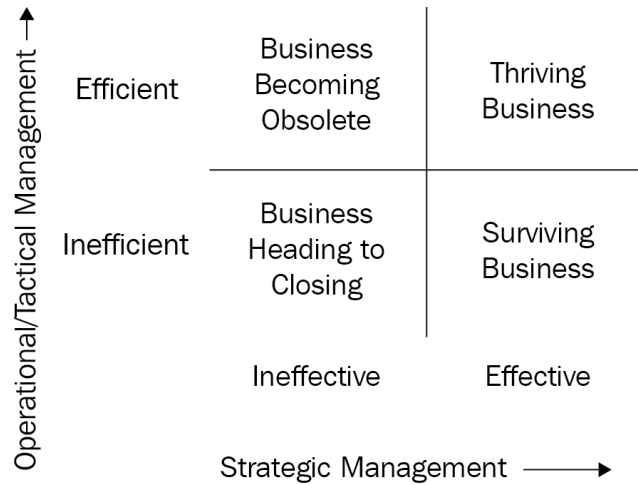 Operational/Tactical Management
Efficient
Business
Becoming
Obsolete
Thriving
Business
Inefficient
Business
Heading to
Closing
Surviving
Business
Ineffective
Effective
Strategic Management